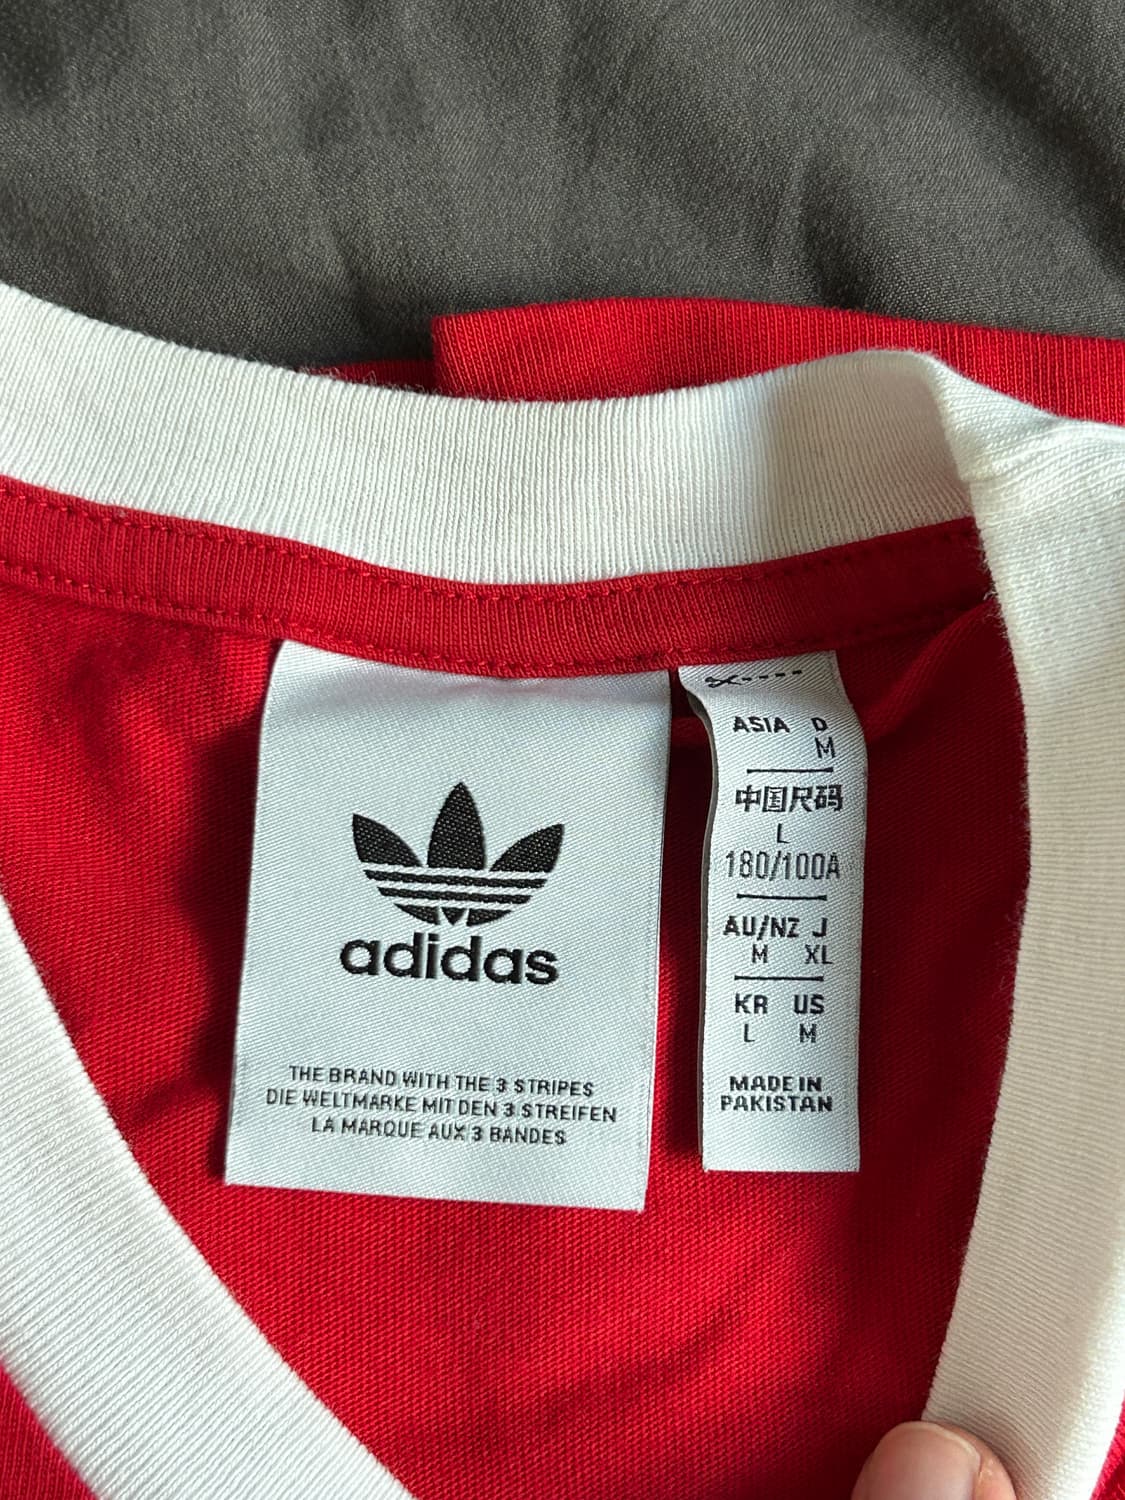 adidas
THE BRAND WITH THE 3 STRIPES
DIE WELTMARKE MIT DEN 3 STREIFEN
LA MARQUE AUX 3 BANDES
ASIA D
M
中国尺码
L
180/100A
AU/NZ J
M XL
KR US
L M
MADE IN
PAKISTAN